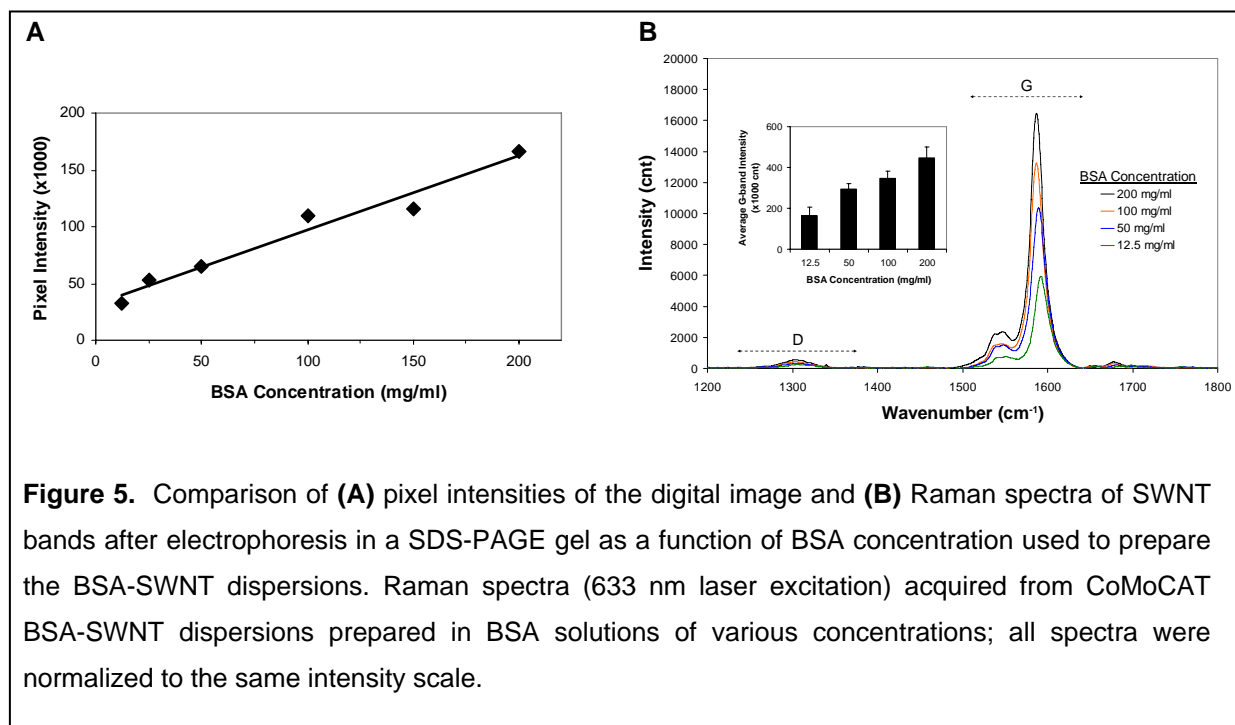 A
200
150
100
50
0
Pixel Intensity (x1000)
0 50 100 150 200
BSA Concentration (mg/ml)
B
20000
18000
16000
14000
12000
10000
8000
6000
4000
2000
0
Intensity (cnt)
1200 1300 1400 1500 1600 1700 1800
Wavenumber (cm-1)
D
G
600
400
200
0
Average G-band Intensity
(x1000 cnt)
12.5 50 100 200
BSA Concentration (mg/ml)
BSA Concentration
200 mg/ml
100 mg/ml
50 mg/ml
12.5 mg/ml
Figure 5. Comparison of (A) pixel intensities of the digital image and (B) Raman spectra of SWNT
bands after electrophoresis in a SDS-PAGE gel as a function of BSA concentration used to prepare
the BSA-SWNT dispersions. Raman spectra (633 nm laser excitation) acquired from CoMoCAT
BSA-SWNT dispersions prepared in BSA solutions of various concentrations; all spectra were
normalized to the same intensity scale.